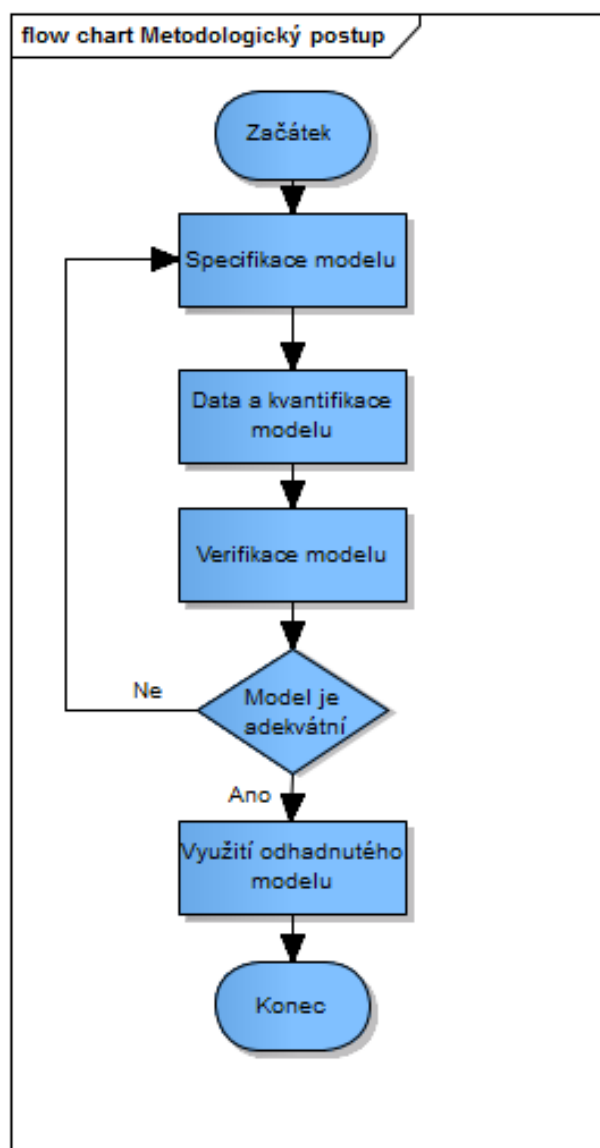 flow chart Metodologický postup
Začátek
Specifikace modelu
Data a kvantifikace
modelu
Verifikace modelu
Model je
adekvátní
Ne
Ano
Využití odhadnutého
modelu
Konec